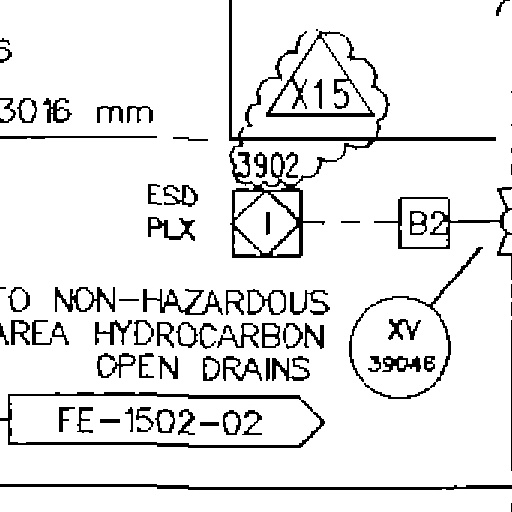 X15
3016 mm
3902
ESD
PLX
I
B2
TO NON-HAZARDOUS
AREA HYDROCARBON
OPEN DRAINS
XV
39046
FE-1502-02